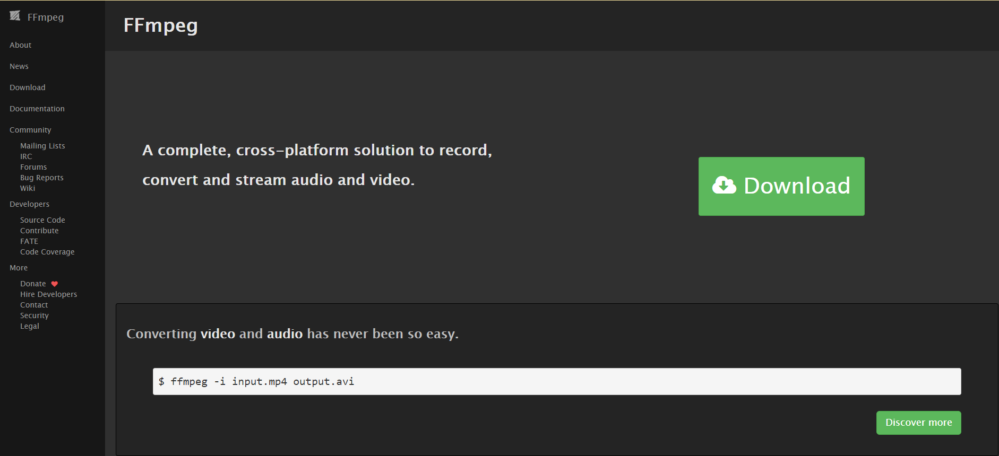 FFmpeg
About
News
Download
Documentation
Community
Mailing Lists
IRC
Forums
Bug Reports
Wiki
Developers
Source Code
Contribute
FATE
Code Coverage
More
Donate
Hire Developers
Contact
Security
Legal
FFmpeg
A complete, cross-platform solution to record,
convert and stream audio and video.
Download
Converting video and audio has never been so easy.
$ ffmpeg -i input.mp4 output.avi
Discover more